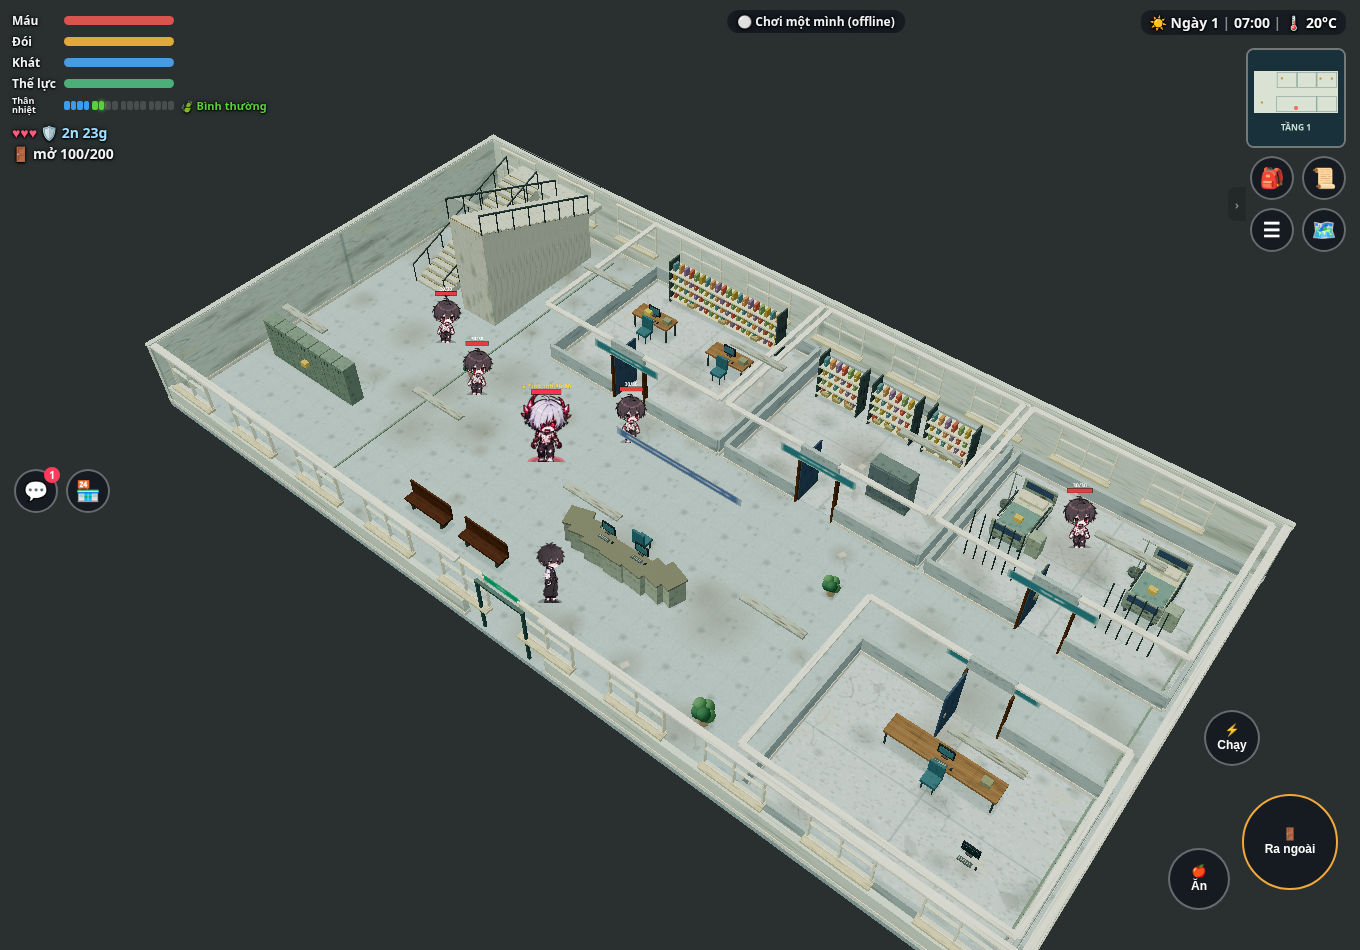 Máu
Đói
Khát
Thể lực
Thân nhiệt
Bình thường
2n 23g
mở 100/200
Chơi một mình (offline)
Ngày 1 | 07:00 | 20°C
TẦNG 1
›
1
24
Chạy
Ra ngoài
Ăn